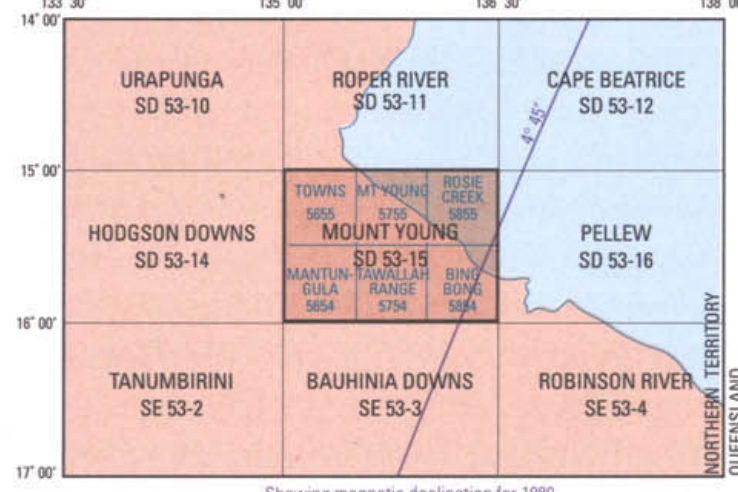 135° 00'
136° 30'
14° 00'
URAPUNGA
SD 53-10
ROPER RIVER
SD 53-11
CAPE BEATRICE
SD 53-12
4° 45'
15° 00'
TOWNS
5655
MT YOUNG
5755
ROSIE
CREEK
5855
HODGSON DOWNS
SD 53-14
MOUNT YOUNG
SD 53-15
PELLEW
SD 53-16
MANTUN-
GULA
5654
TAWALLAH
RANGE
5754
BING
BONG
5854
16° 00'
TANUMBIRINI
SE 53-2
BAUHINIA DOWNS
SE 53-3
ROBINSON RIVER
SE 53-4
NORTHERN TERRITORY
QUEENSLAND
17° 00'
Showing magnetic declination for